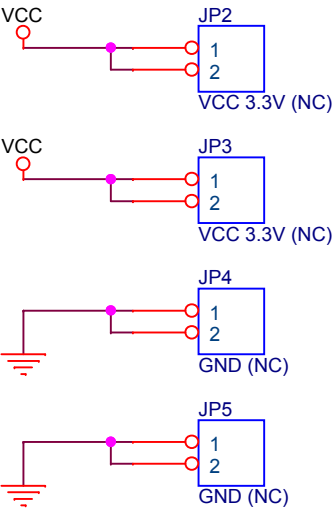 VCC
JP2
1
2
VCC 3.3V (NC)
VCC
JP3
1
2
VCC 3.3V (NC)
JP4
1
2
GND (NC)
JP5
1
2
GND (NC)